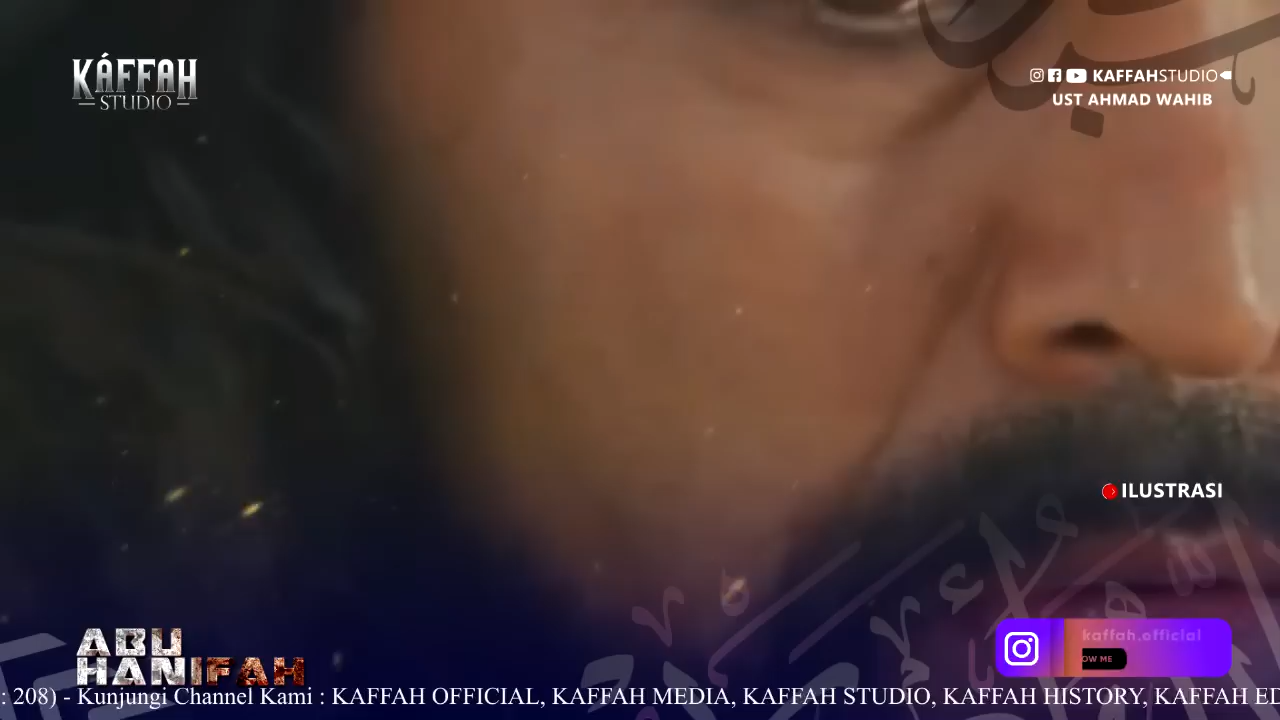 KÁFFAH
STUDIO
KAFFAHSTUDIO
UST AHMAD WAHIB
ILUSTRASI
kaffah.official
OW ME
ABU
HANIFAH
: 208) - Kunjungi Channel Kami : KAFFAH OFFICIAL, KAFFAH MEDIA, KAFFAH STUDIO, KAFFAH HISTORY, KAFFAH ED